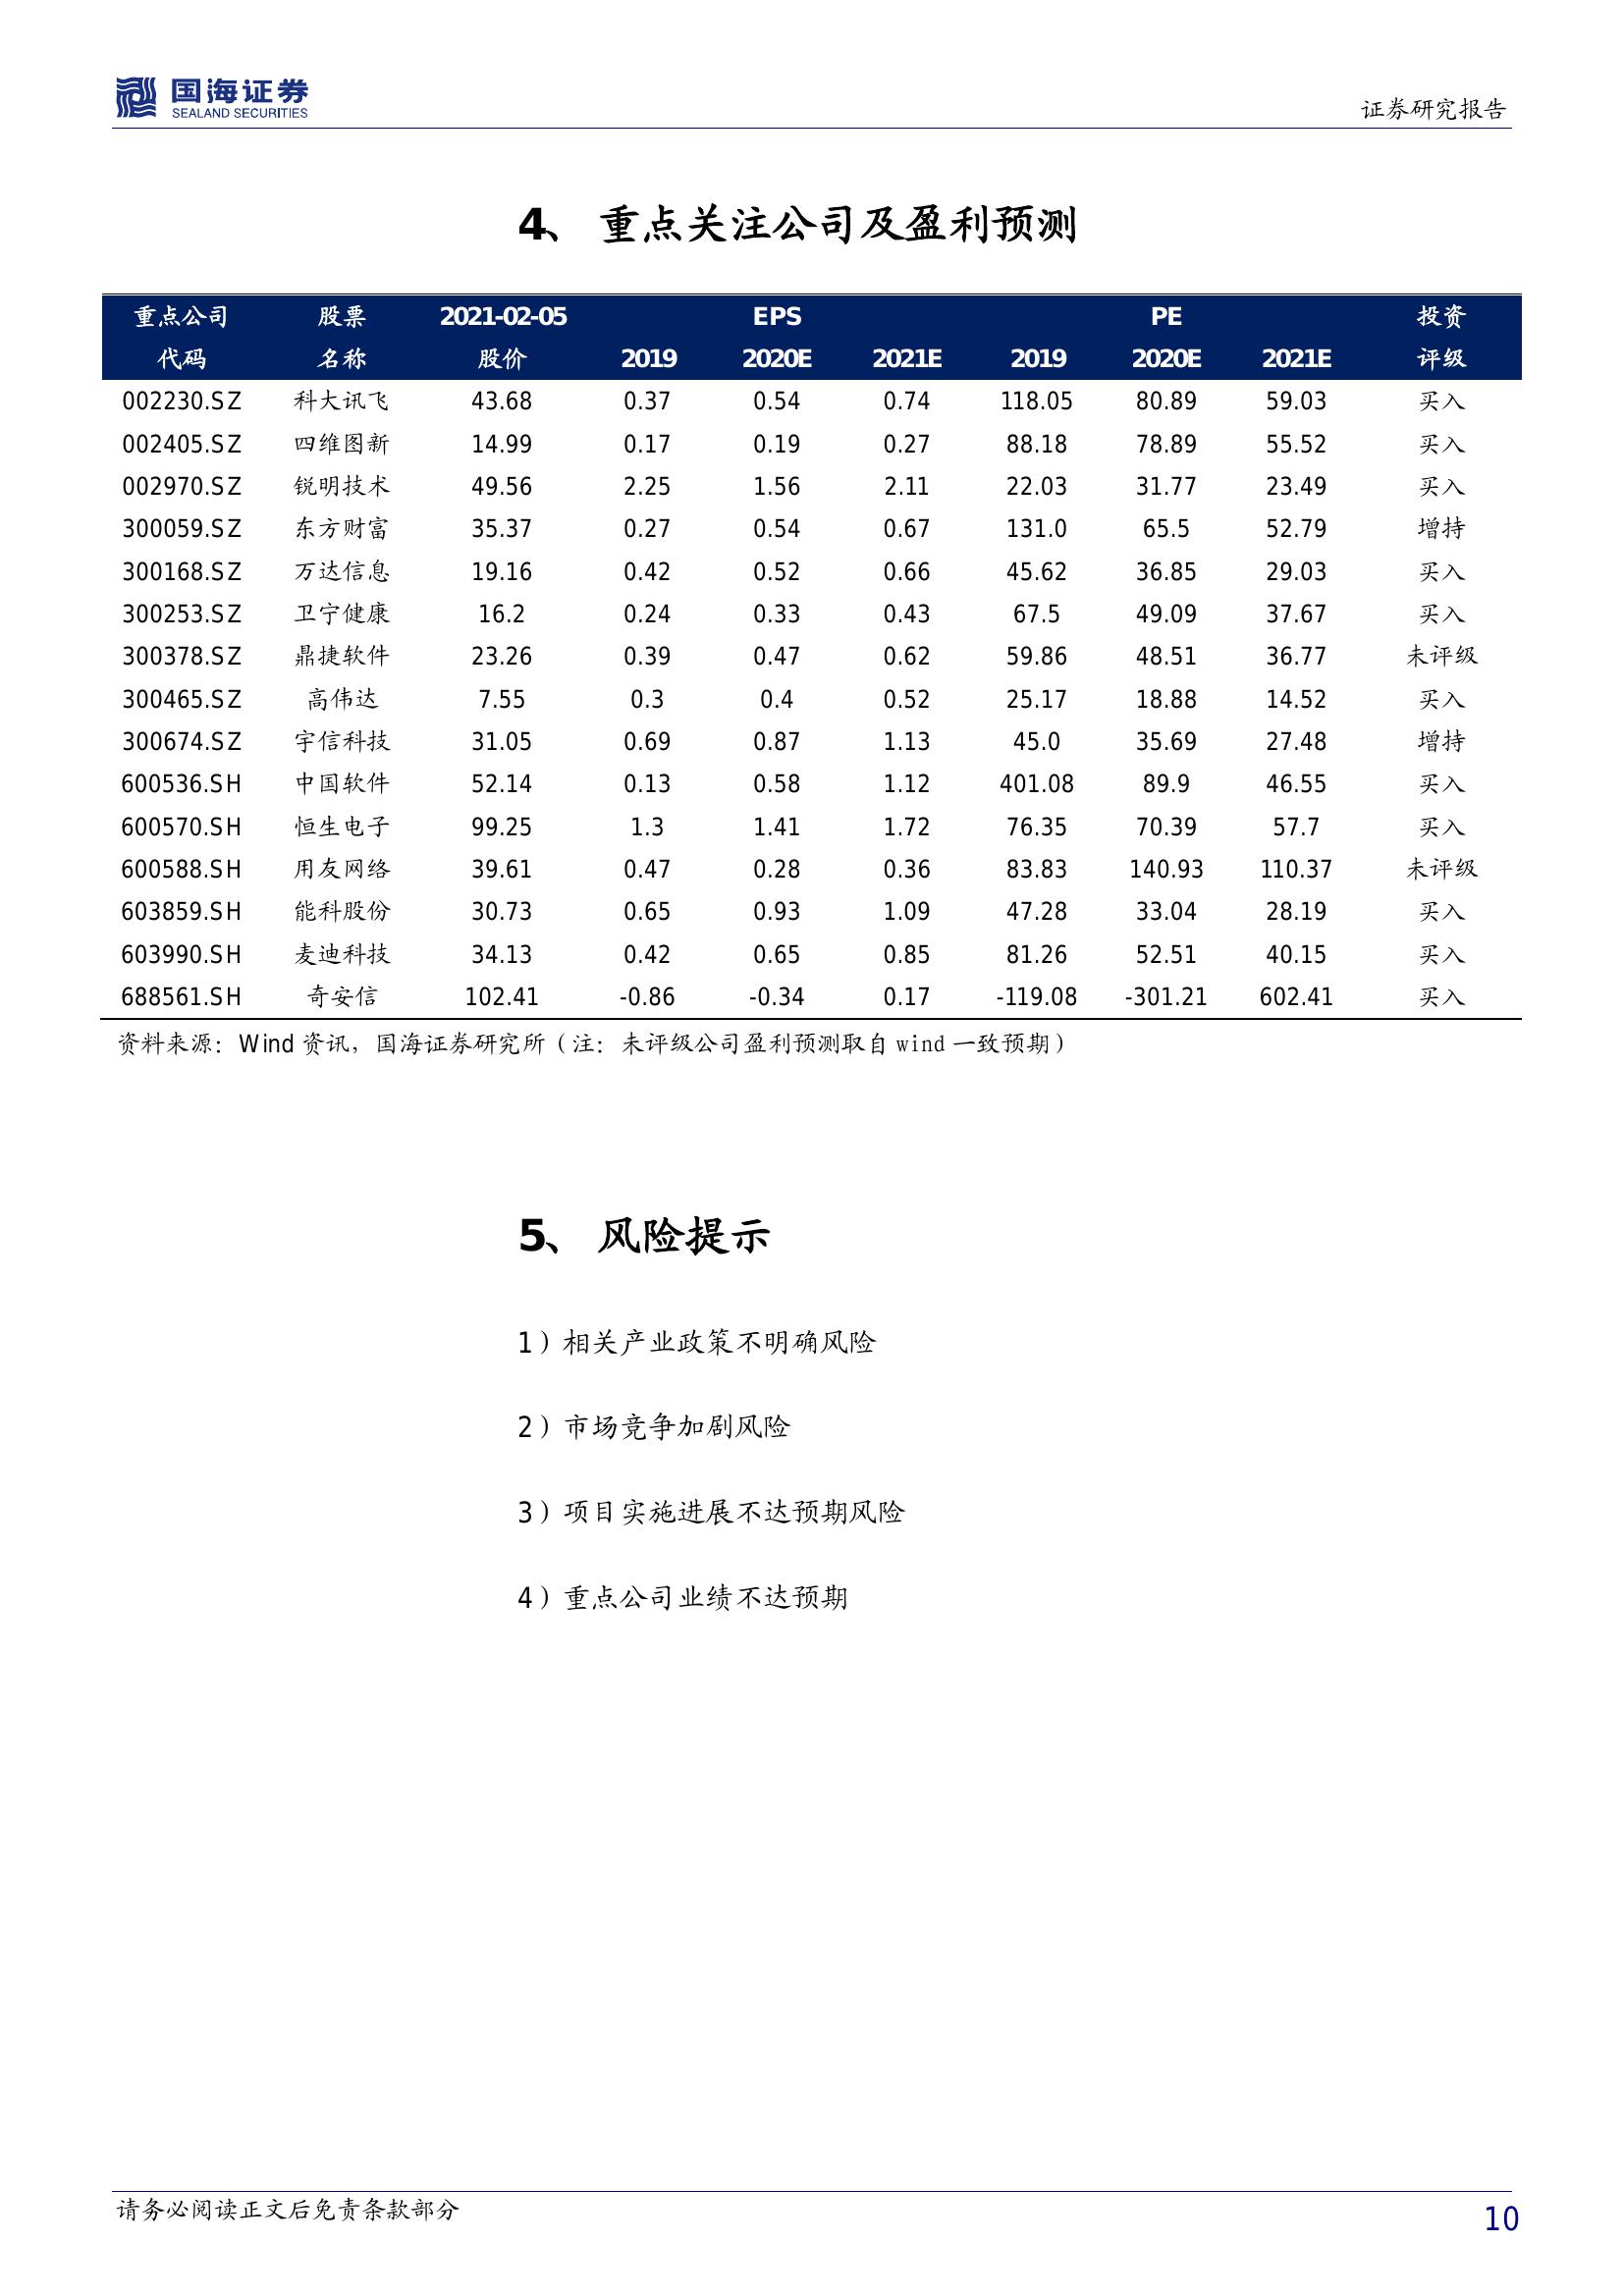 国海证券
SEALAND SECURITIES
证券研究报告
4、 重点关注公司及盈利预测
重点公司 股票 2021-02-05 EPS PE 投资
代码 名称 股价 2019 2020E 2021E 2019 2020E 2021E 评级
002230.SZ 科大讯飞 43.68 0.37 0.54 0.74 118.05 80.89 59.03 买入
002405.SZ 四维图新 14.99 0.17 0.19 0.27 88.18 78.89 55.52 买入
002970.SZ 锐明技术 49.56 2.25 1.56 2.11 22.03 31.77 23.49 买入
300059.SZ 东方财富 35.37 0.27 0.54 0.67 131.0 65.5 52.79 增持
300168.SZ 万达信息 19.16 0.42 0.52 0.66 45.62 36.85 29.03 买入
300253.SZ 卫宁健康 16.2 0.24 0.33 0.43 67.5 49.09 37.67 买入
300378.SZ 鼎捷软件 23.26 0.39 0.47 0.62 59.86 48.51 36.77 未评级
300465.SZ 高伟达 7.55 0.3 0.4 0.52 25.17 18.88 14.52 买入
300674.SZ 宇信科技 31.05 0.69 0.87 1.13 45.0 35.69 27.48 增持
600536.SH 中国软件 52.14 0.13 0.58 1.12 401.08 89.9 46.55 买入
600570.SH 恒生电子 99.25 1.3 1.41 1.72 76.35 70.39 57.7 买入
600588.SH 用友网络 39.61 0.47 0.28 0.36 83.83 140.93 110.37 未评级
603859.SH 能科股份 30.73 0.65 0.93 1.09 47.28 33.04 28.19 买入
603990.SH 麦迪科技 34.13 0.42 0.65 0.85 81.26 52.51 40.15 买入
688561.SH 奇安信 102.41 -0.86 -0.34 0.17 -119.08 -301.21 602.41 买入
资料来源：Wind 资讯，国海证券研究所（注：未评级公司盈利预测取自 wind 一致预期）
5、 风险提示
1）相关产业政策不明确风险
2）市场竞争加剧风险
3）项目实施进展不达预期风险
4）重点公司业绩不达预期
请务必阅读正文后免责条款部分
10